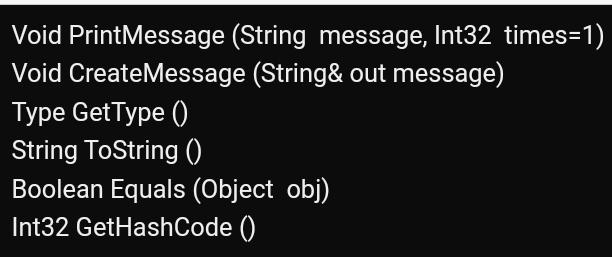 Void PrintMessage (String  message, Int32  times=1)
Void CreateMessage (String& out message)
Type GetType ()
String ToString ()
Boolean Equals (Object  obj)
Int32 GetHashCode ()